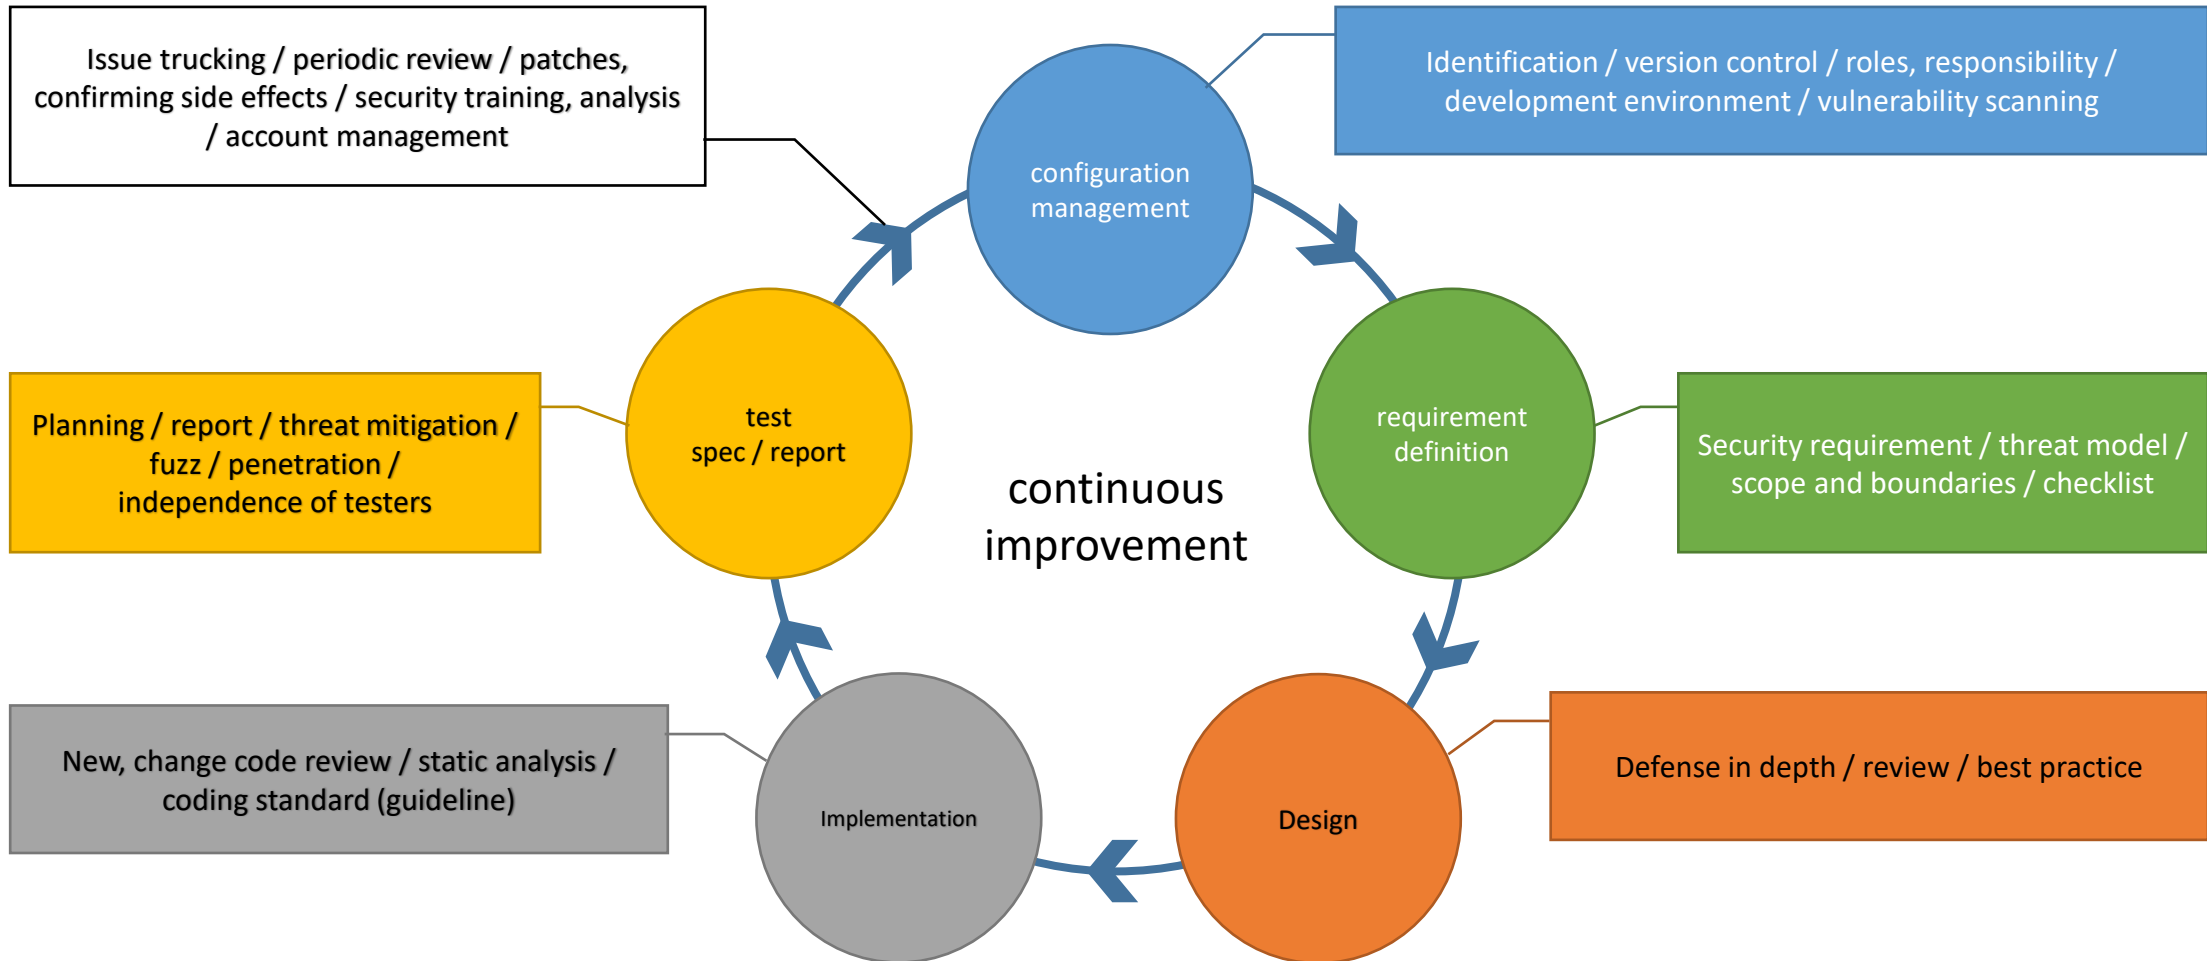 Issue trucking / periodic review / patches,
confirming side effects / security training, analysis
/ account management
configuration
management
Identification / version control / roles, responsibility /
development environment / vulnerability scanning
Planning / report / threat mitigation /
fuzz / penetration /
independence of testers
test
spec / report
continuous
improvement
requirement
definition
Security requirement / threat model /
scope and boundaries / checklist
New, change code review / static analysis /
coding standard (guideline)
Implementation
Design
Defense in depth / review / best practice